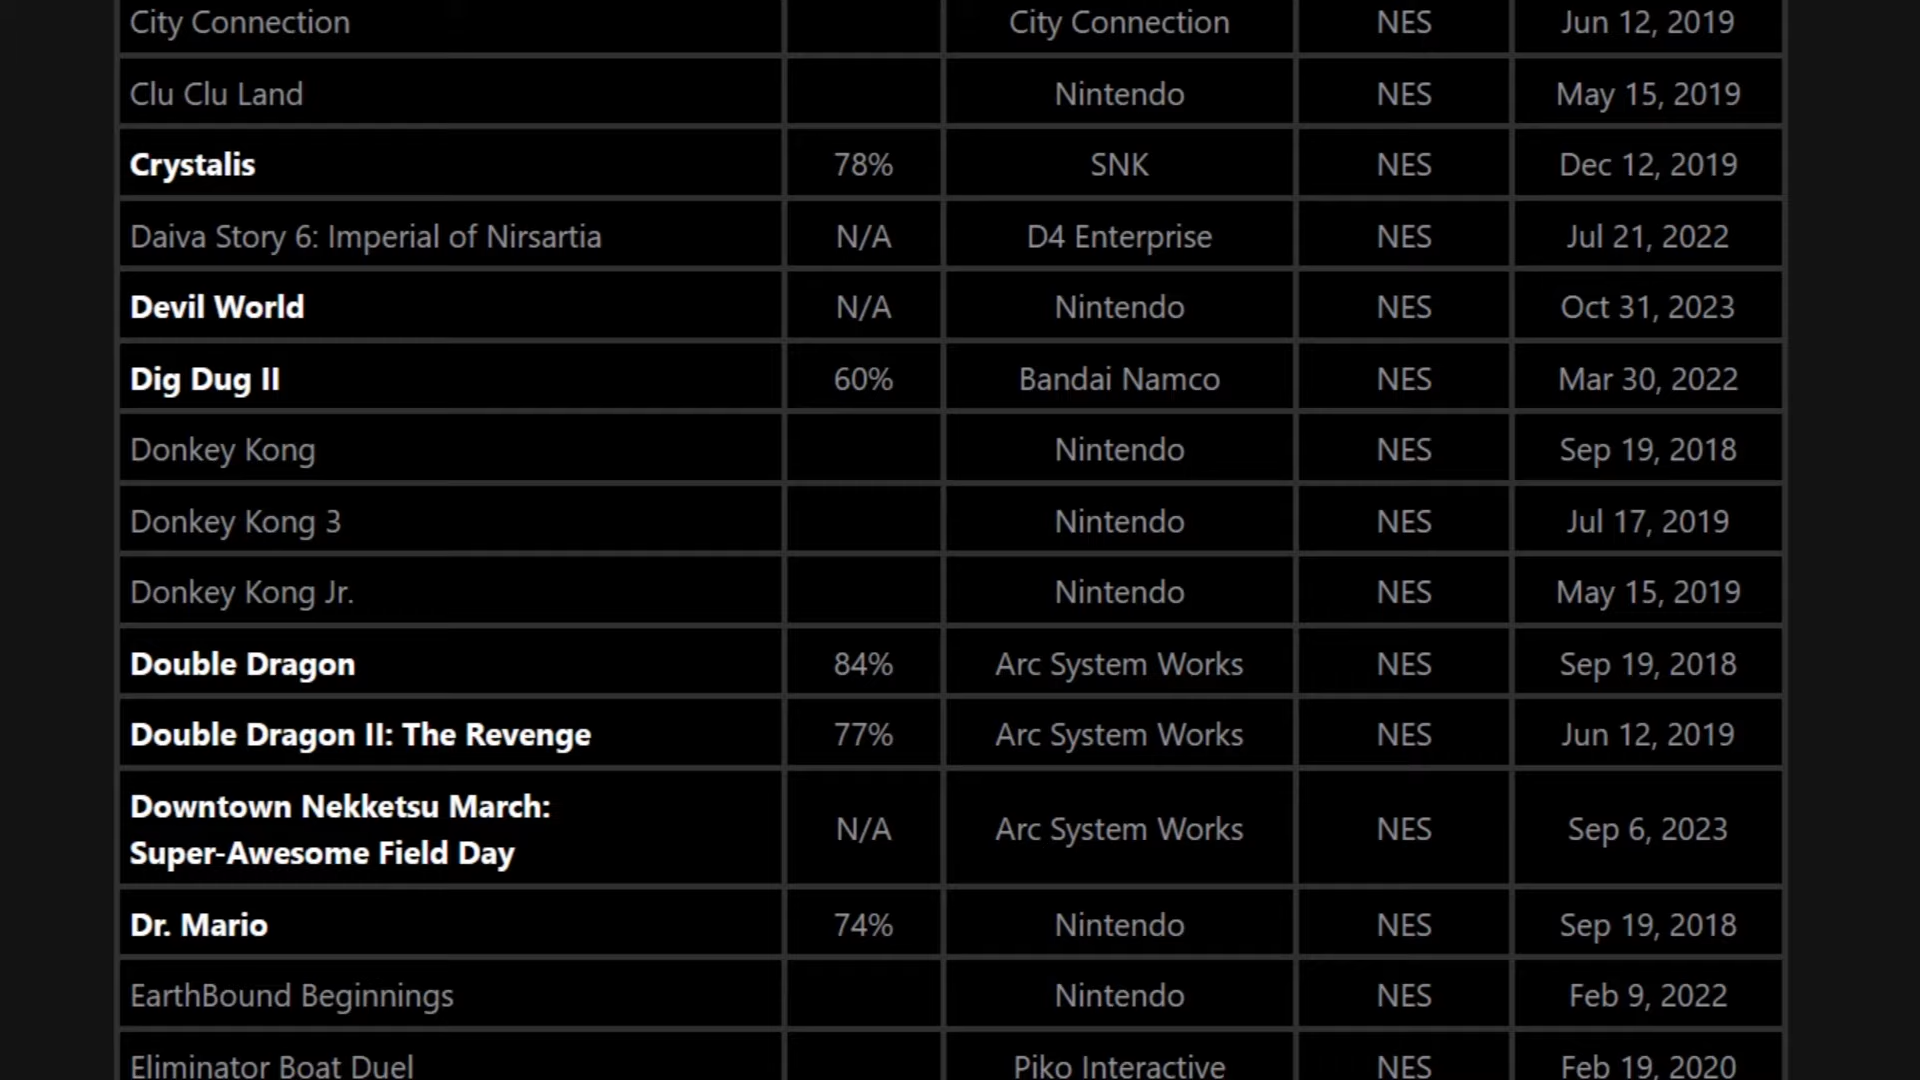 City Connection City Connection NES Jun 12, 2019
Clu Clu Land Nintendo NES May 15, 2019
Crystalis 78% SNK NES Dec 12, 2019
Daiva Story 6: Imperial of Nirsartia N/A D4 Enterprise NES Jul 21, 2022
Devil World N/A Nintendo NES Oct 31, 2023
Dig Dug II 60% Bandai Namco NES Mar 30, 2022
Donkey Kong Nintendo NES Sep 19, 2018
Donkey Kong 3 Nintendo NES Jul 17, 2019
Donkey Kong Jr. Nintendo NES May 15, 2019
Double Dragon 84% Arc System Works NES Sep 19, 2018
Double Dragon II: The Revenge 77% Arc System Works NES Jun 12, 2019
Downtown Nekketsu March:
Super-Awesome Field Day N/A Arc System Works NES Sep 6, 2023
Dr. Mario 74% Nintendo NES Sep 19, 2018
EarthBound Beginnings Nintendo NES Feb 9, 2022
Eliminator Boat Duel Piko Interactive NES Feb 19, 2020